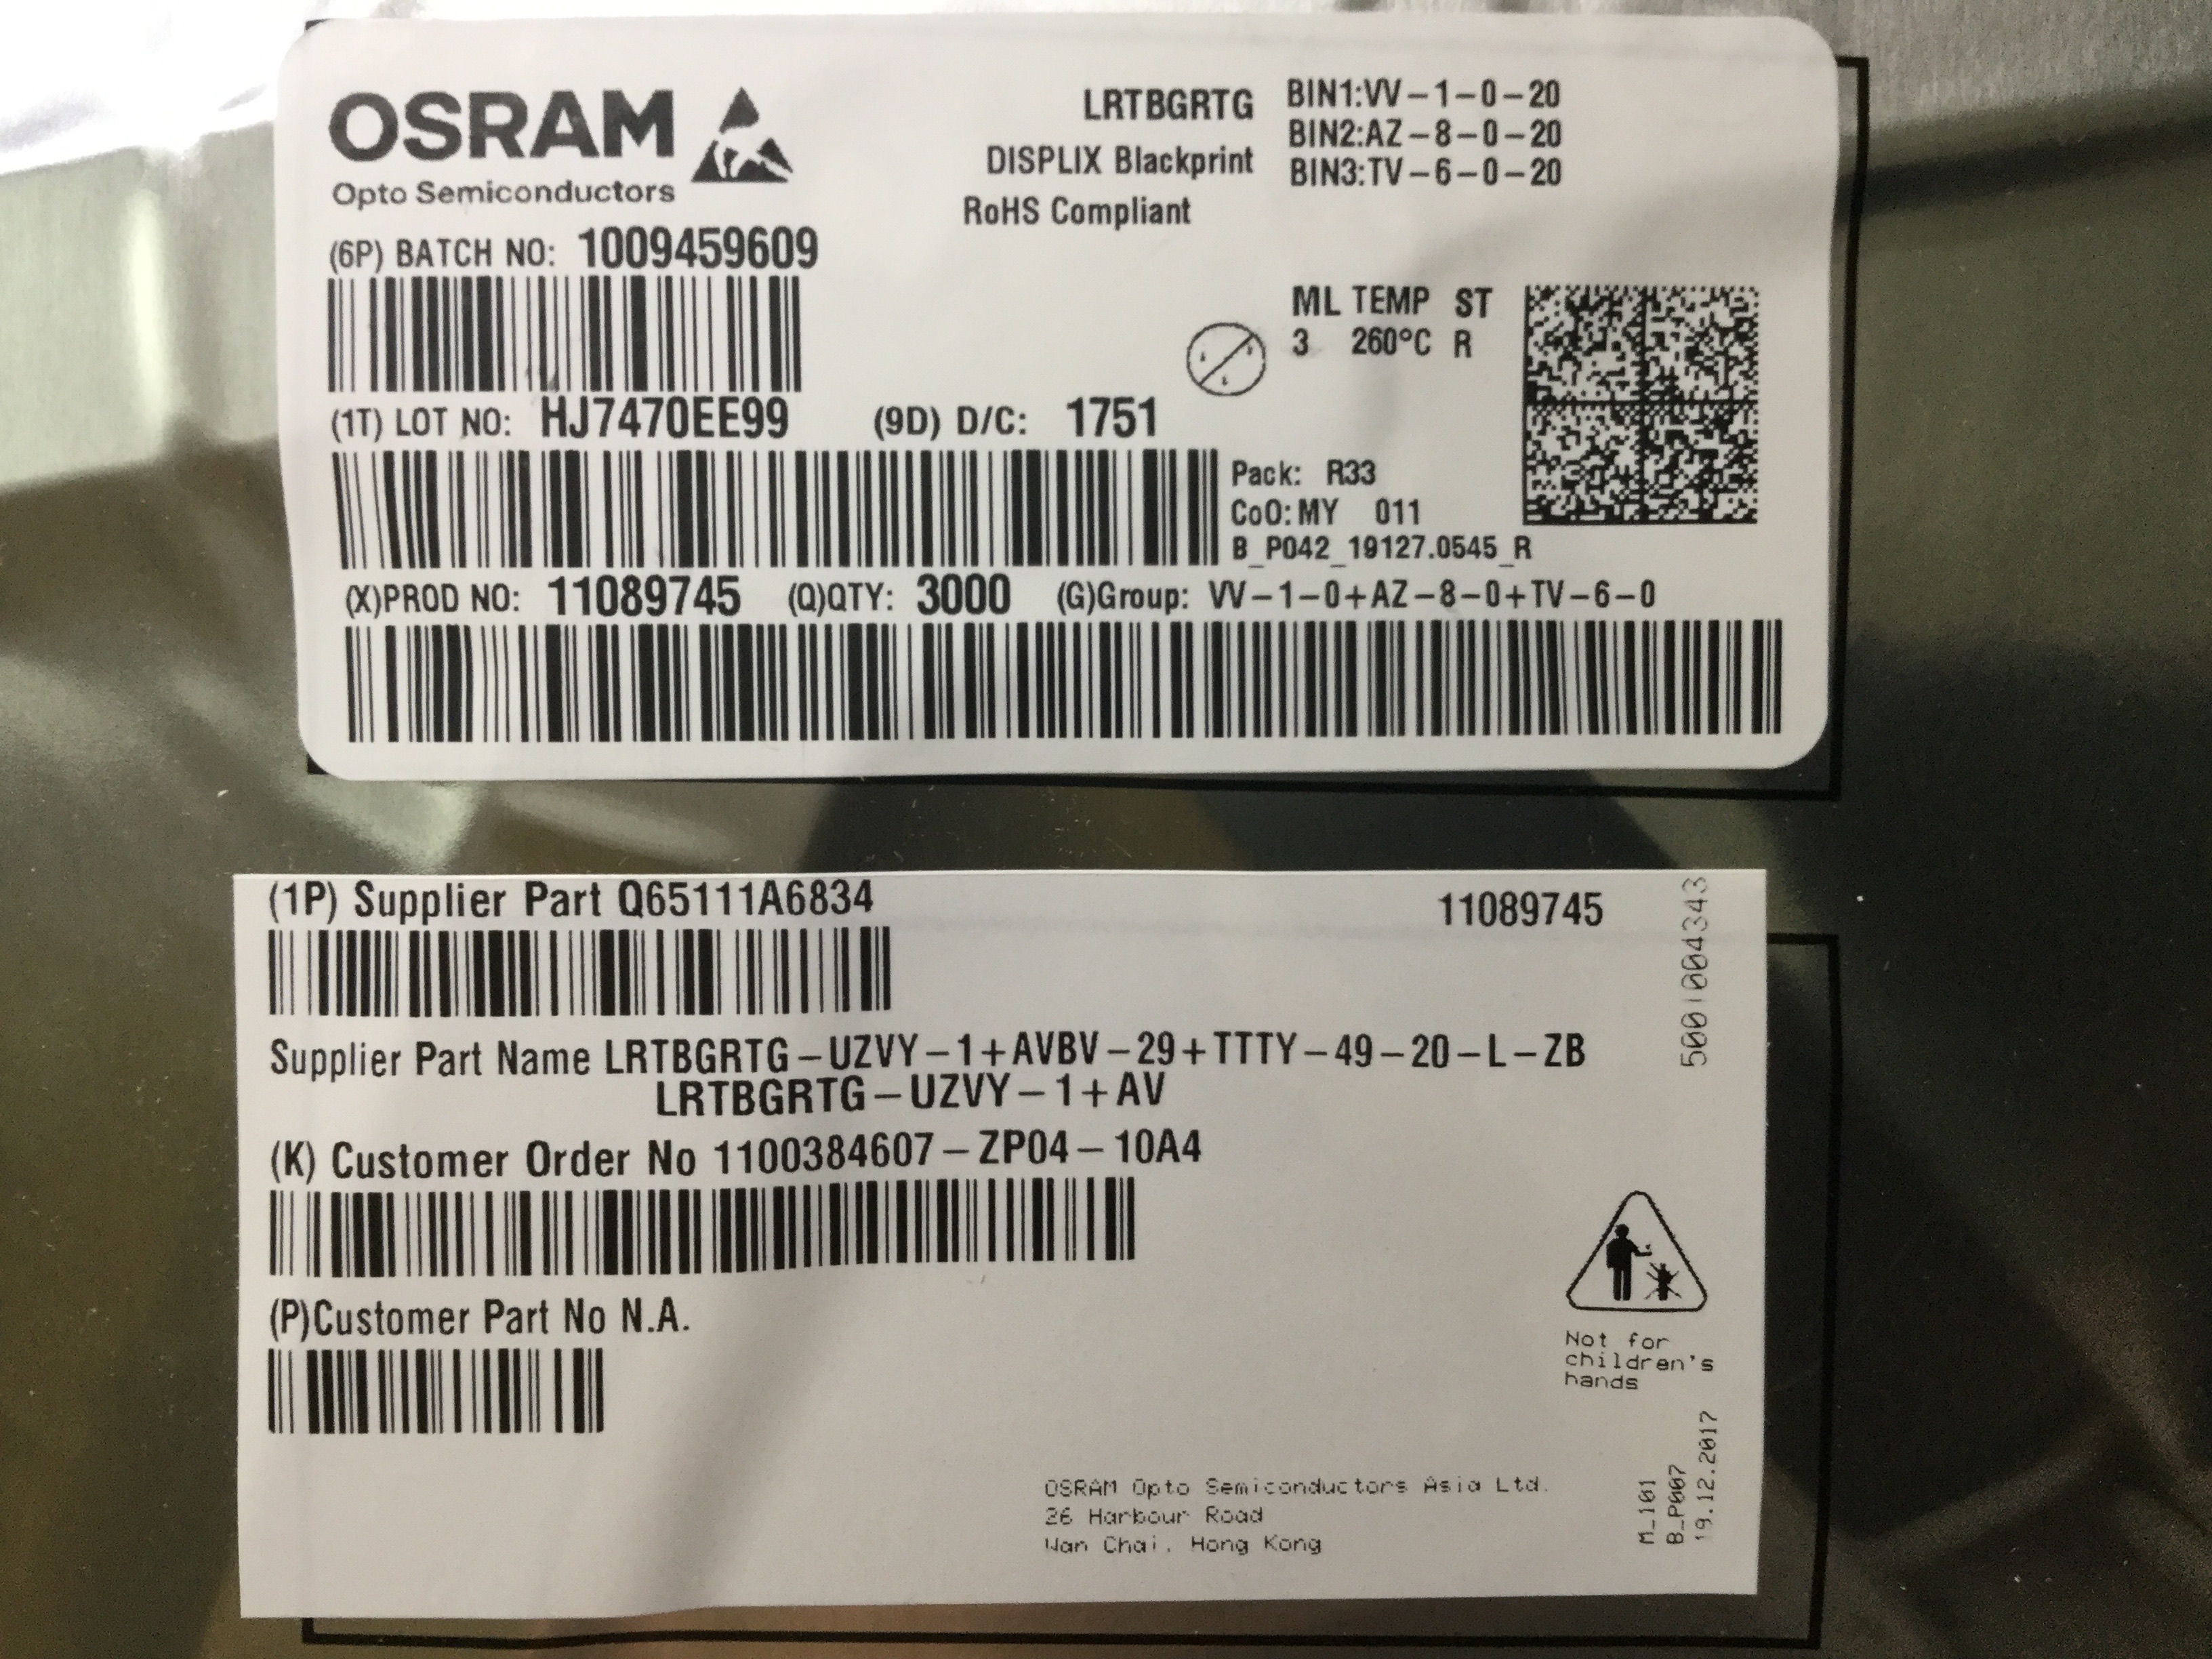 OSRAM
Opto Semiconductors
LRTBGRTG
DISPLIX Blackprint
RoHS Compliant
BIN1:VV-1-0-20
BIN2:AZ-8-0-20
BIN3:TV-6-0-20
(6P) BATCH NO: 1009459609
ML TEMP ST
3 260°C R
(1T) LOT NO: HJ7470EE99 (9D) D/C: 1751
Pack: R33
CoO: MY 011
B_P042_19127.0545_R
(X)PROD NO: 11089745 (Q)QTY: 3000 (G)Group: VV-1-0+AZ-8-0+TV-6-0
(1P) Supplier Part Q65111A6834
11089745
5001004343
Supplier Part Name LRTBGRTG-UZVY-1+AVBV-29+TTTY-49-20-L-ZB
LRTBGRTG-UZVY-1+AV
(K) Customer Order No 1100384607-ZP04-10A4
(P)Customer Part No N.A.
Not for
children's
hands
OSRAM Opto Semiconductors Asia Ltd.
26 Harbour Road
Wan Chai, Hong Kong
M_101
B_P007
19.12.2017